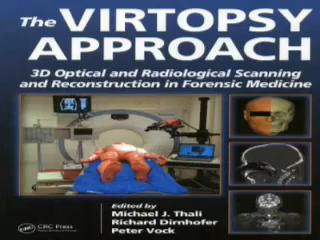 The VIRTOPSY
APPROACH
3D Optical and Radiological Scanning
and Reconstruction in Forensic Medicine
Edited by
Michael J. Thali
Richard Dirnhofer
Peter Vock
CRC Press